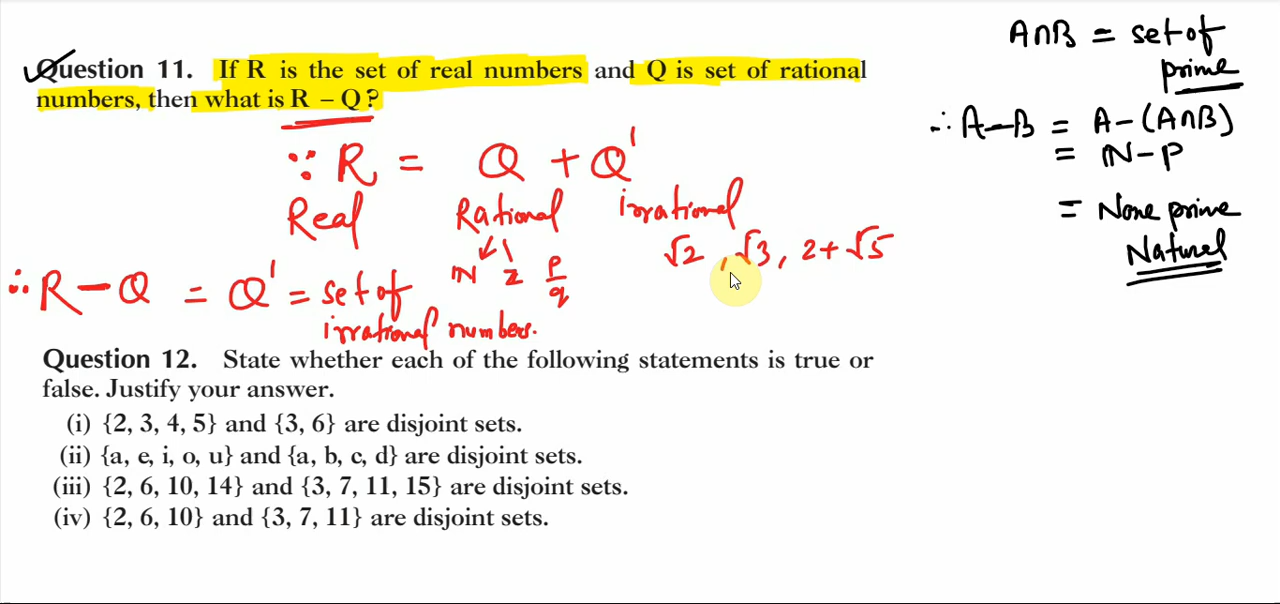 Question 11. If R is the set of real numbers and Q is set of rational
numbers, then what is R – Q?
∵ R = Q + Q'
Real Rational irrational
N Z p/q √2, √3, 2+√5
∴ R – Q = Q' = set of
irrational numbers.
A∩B = set of
prime
∴ A–B = A – (A∩B)
= N – P
= None prime
Natural
Question 12. State whether each of the following statements is true or
false. Justify your answer.
(i) {2, 3, 4, 5} and {3, 6} are disjoint sets.
(ii) {a, e, i, o, u} and {a, b, c, d} are disjoint sets.
(iii) {2, 6, 10, 14} and {3, 7, 11, 15} are disjoint sets.
(iv) {2, 6, 10} and {3, 7, 11} are disjoint sets.